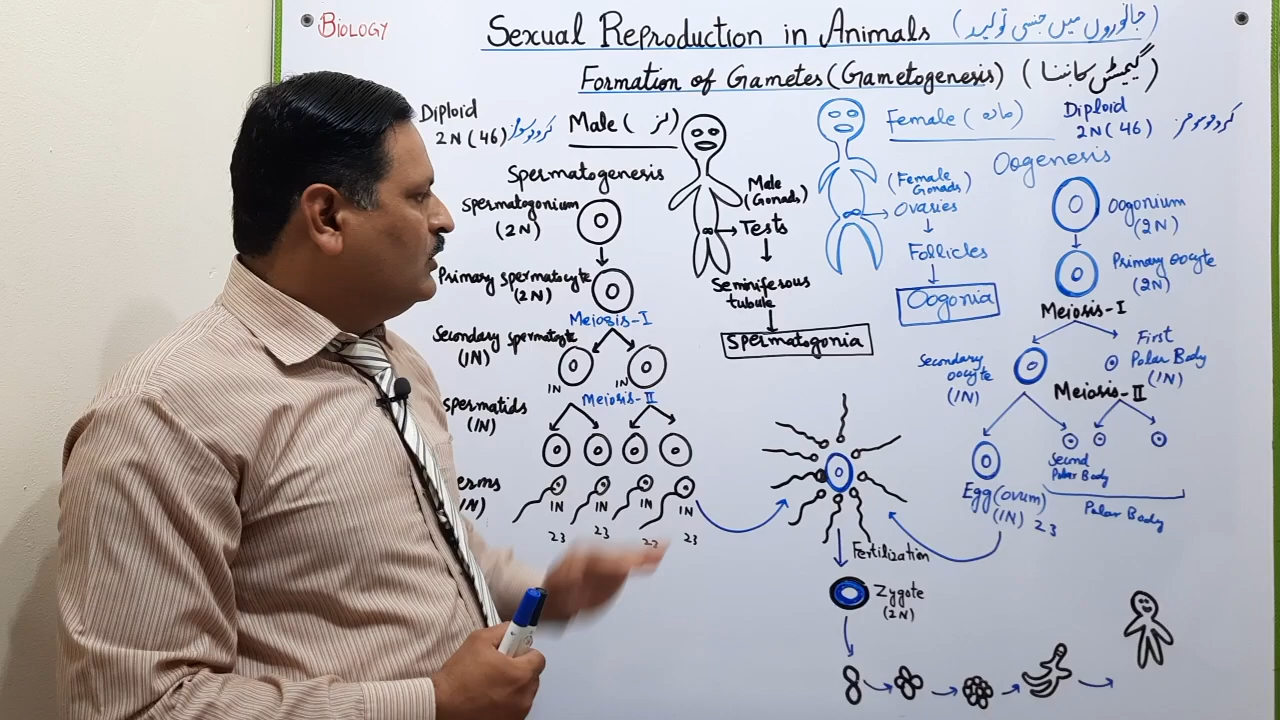 BIOLOGY
Sexual Reproduction in Animals (جانوروں میں جنسی تولید)
Formation of Gametes (Gametogenesis) (گیمیٹس کا بننا)
Diploid
2N (46) کروموسومز
Male (نر)
Spermatogenesis
Spermatogonium
(2N)
Primary spermatocyte
(2N)
Meiosis-I
Secondary spermatocyte
(1N)
1N
1N
Meiosis-II
Spermatids
(1N)
erms
N)
1N
1N
1N
1N
23
23
23
23
Male
(Gonads)
Tests
Seminiferous
tubule
Spermatogonia
Female (مادہ)
Diploid
2N (46) کروموسومز
Oogenesis
(Female
Gonads)
Ovaries
Follicles
Oogonia
Oogonium
(2N)
Primary oocyte
(2N)
Meiosis-I
Secondary
oocyte
(1N)
First
Polar Body
(1N)
Meiosis-II
Second
Polar Body
Egg (ovum)
(1N) 23
Polar Body
Fertilization
Zygote
(2N)